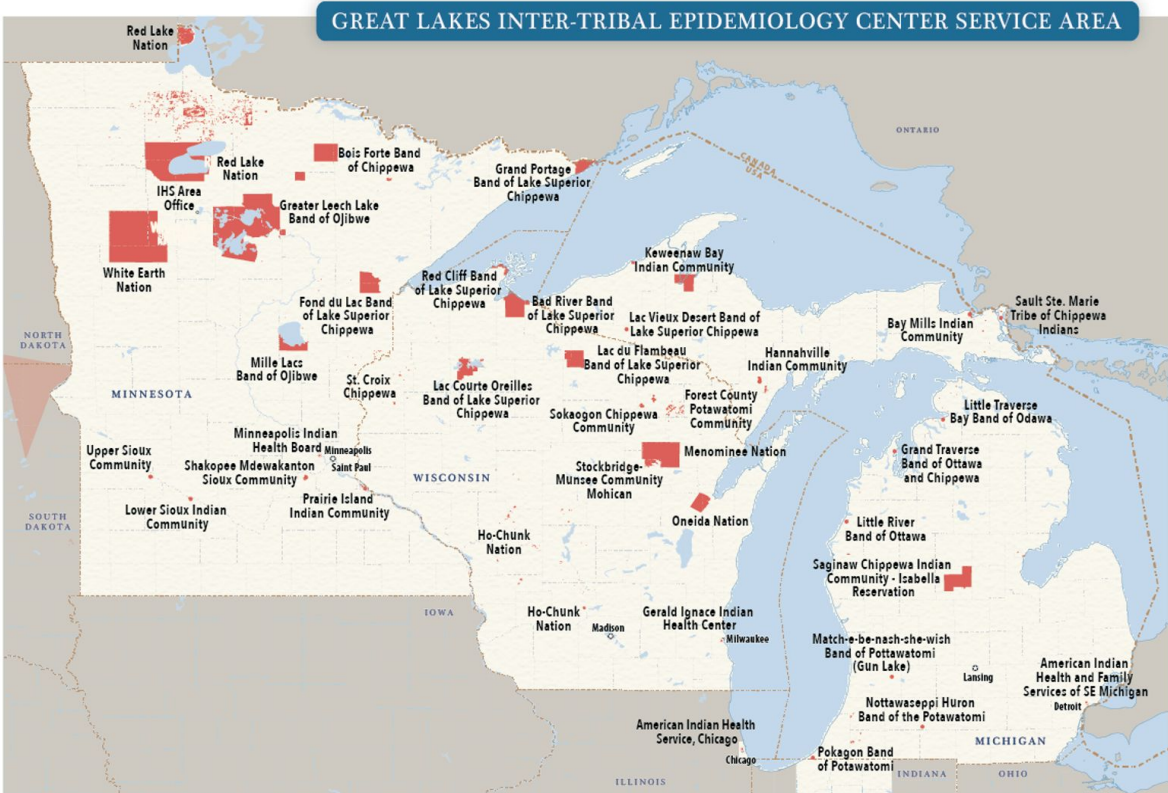 GREAT LAKES INTER-TRIBAL EPIDEMIOLOGY CENTER SERVICE AREA
Red Lake
Nation
ONTARIO
CANADA
USA
Bois Forte Band
of Chippewa
Red Lake
Nation
Grand Portage
Band of Lake Superior
Chippewa
IHS Area
Office
Greater Leech Lake
Band of Ojibwe
White Earth
Nation
Keweenaw Bay
Indian Community
Red Cliff Band
of Lake Superior
Chippewa
Fond du Lac Band
of Lake Superior
Chippewa
Bad River Band
of Lake Superior
Chippewa
Lac Vieux Desert Band of
Lake Superior Chippewa
Bay Mills Indian
Community
Sault Ste. Marie
Tribe of Chippewa
Indians
NORTH
DAKOTA
Mille Lacs
Band of Ojibwe
Lac du Flambeau
Band of Lake Superior
Chippewa
Hannahville
Indian Community
MINNESOTA
St. Croix
Chippewa
Lac Courte Oreilles
Band of Lake Superior
Chippewa
Sokaogon Chippewa
Community
Forest County
Potawatomi
Community
Little Traverse
Bay Band of Odawa
Minneapolis Indian
Health Board
Minneapolis
Saint Paul
Upper Sioux
Community
Shakopee Mdewakanton
Sioux Community
WISCONSIN
Menominee Nation
Stockbridge-
Munsee Community
Mohican
Grand Traverse
Band of Ottawa
and Chippewa
Lower Sioux Indian
Community
Prairie Island
Indian Community
SOUTH
DAKOTA
Oneida Nation
Ho-Chunk
Nation
Little River
Band of Ottawa
Saginaw Chippewa Indian
Community - Isabella
Reservation
IOWA
Ho-Chunk
Nation
Madison
Gerald Ignace Indian
Health Center
Milwaukee
Match-e-be-nash-she-wish
Band of Pottawatomi
(Gun Lake)
Lansing
American Indian
Health and Family
Services of SE Michigan
Detroit
Nottawaseppi Huron
Band of the Potawatomi
American Indian Health
Service, Chicago
Chicago
MICHIGAN
Pokagon Band
of Potawatomi
ILLINOIS
INDIANA
OHIO